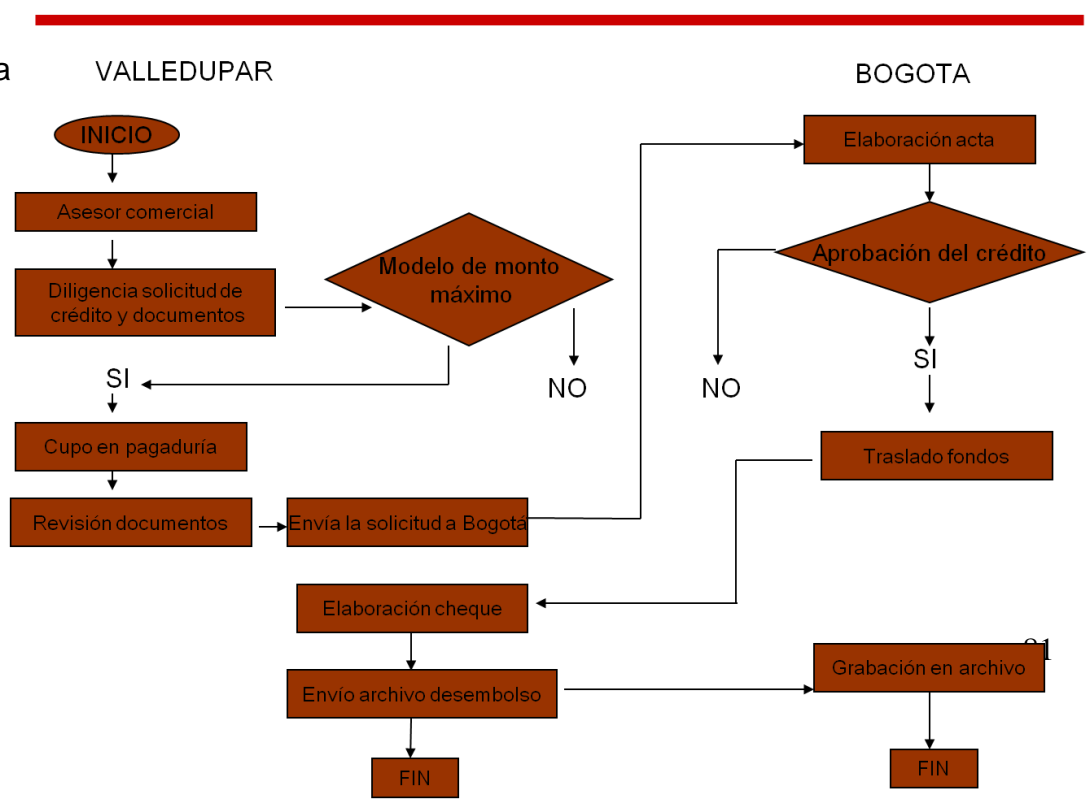 a
VALLEDUPAR
BOGOTA
INICIO
Elaboración acta
Asesor comercial
Modelo de monto
máximo
Aprobación del crédito
Diligencia solicitud de
crédito y documentos
SI
NO
NO
SI
Cupo en pagaduría
Traslado fondos
Revisión documentos
Envía la solicitud a Bogotá
Elaboración cheque
Grabación en archivo
Envío archivo desembolso
FIN
FIN